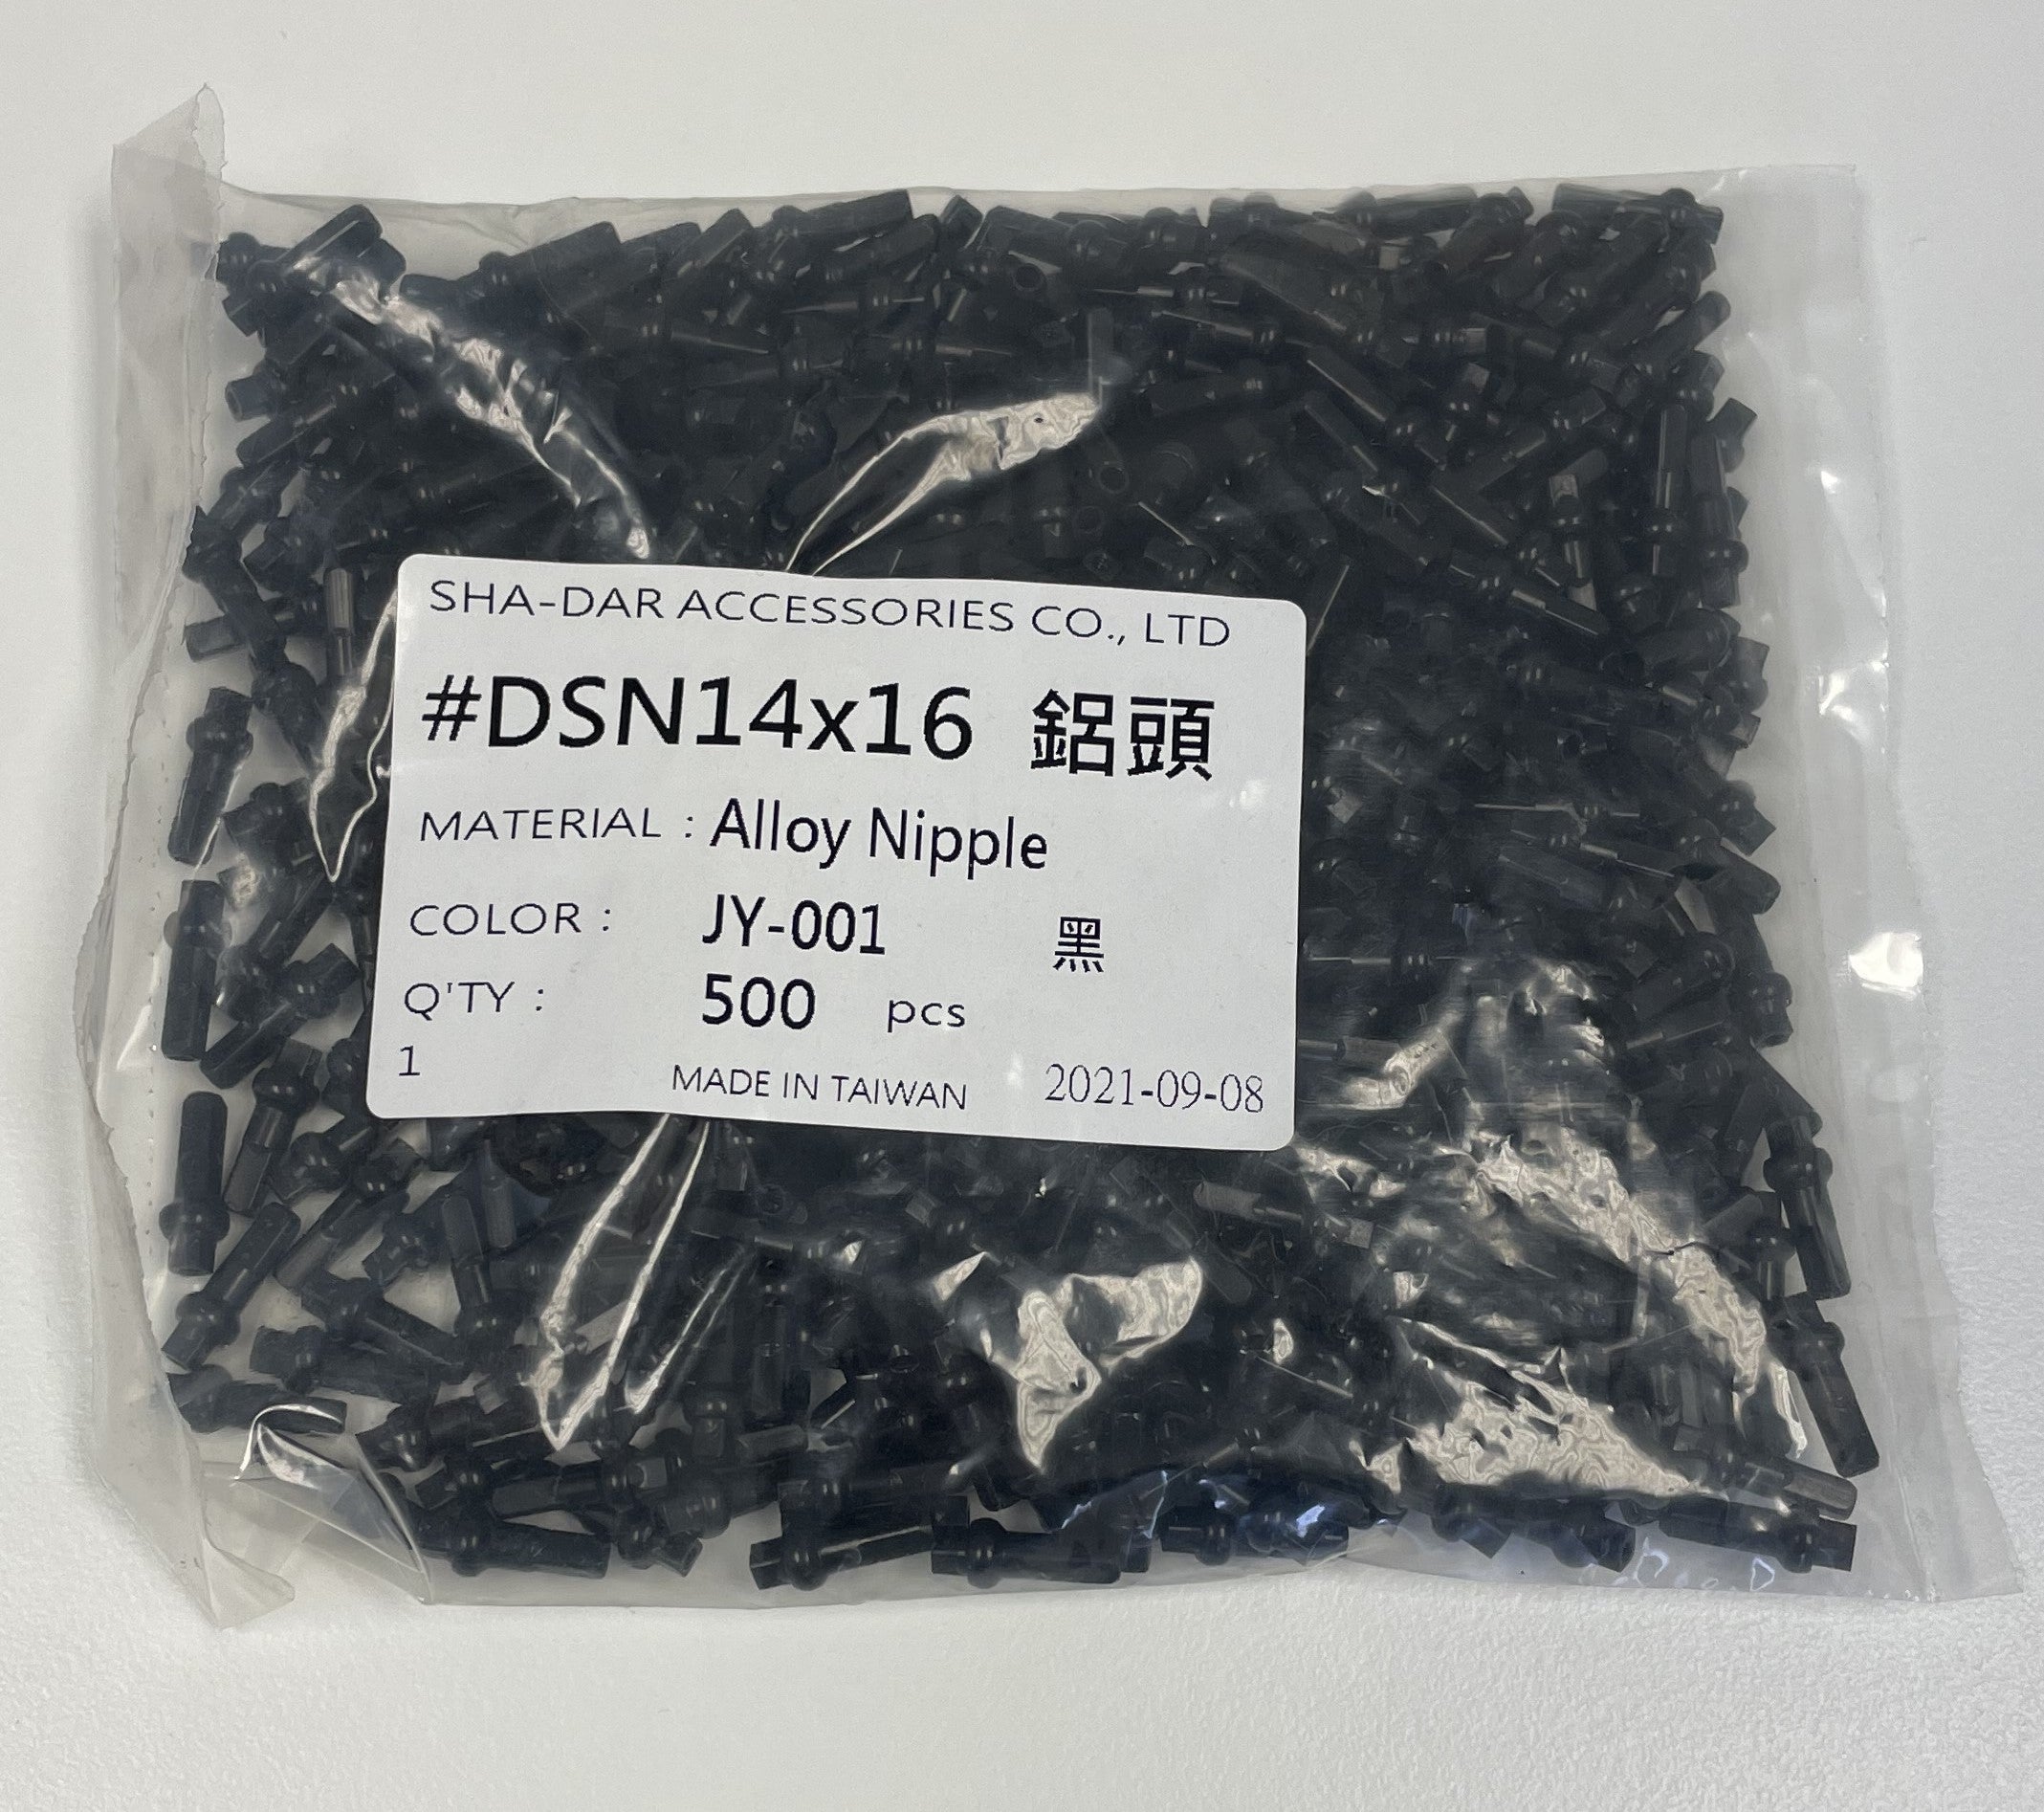 SHA-DAR ACCESSORIES CO., LTD
#DSN14x16 鋁頭
MATERIAL : Alloy Nipple
COLOR : JY-001 黑
Q'TY : 500 pcs
1 MADE IN TAIWAN 2021-09-08